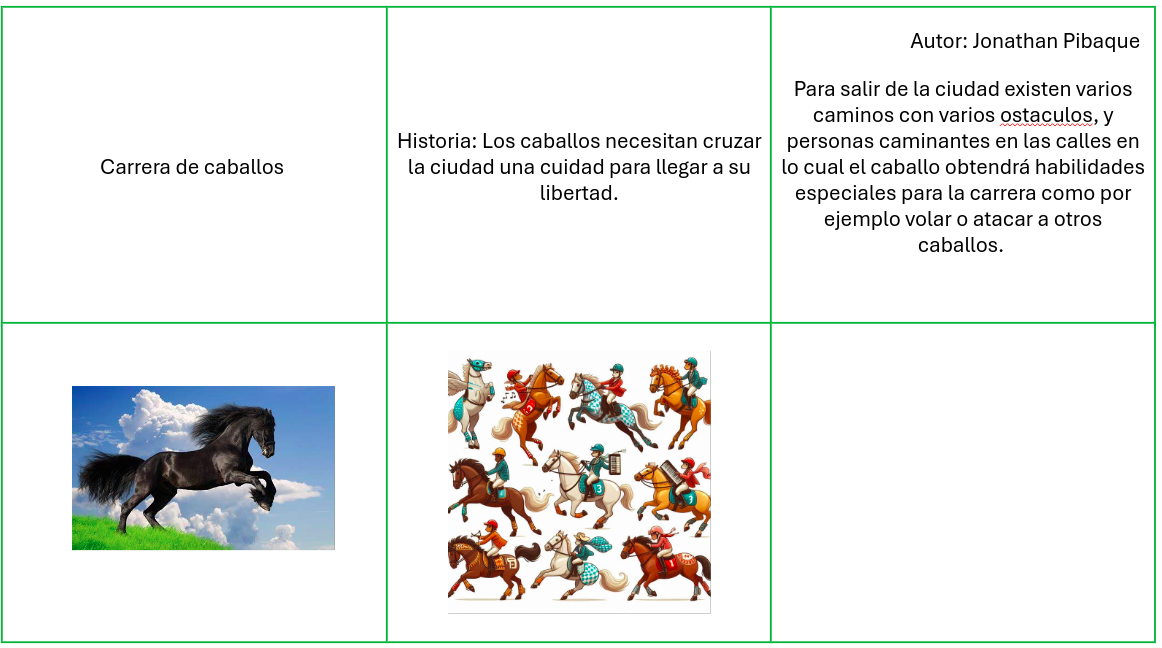 Carrera de caballos
Historia: Los caballos necesitan cruzar
la ciudad una cuidad para llegar a su
libertad.
Autor: Jonathan Pibaque
Para salir de la ciudad existen varios
caminos con varios ostaculos, y
personas caminantes en las calles en
lo cual el caballo obtendrá habilidades
especiales para la carrera como por
ejemplo volar o atacar a otros
caballos.